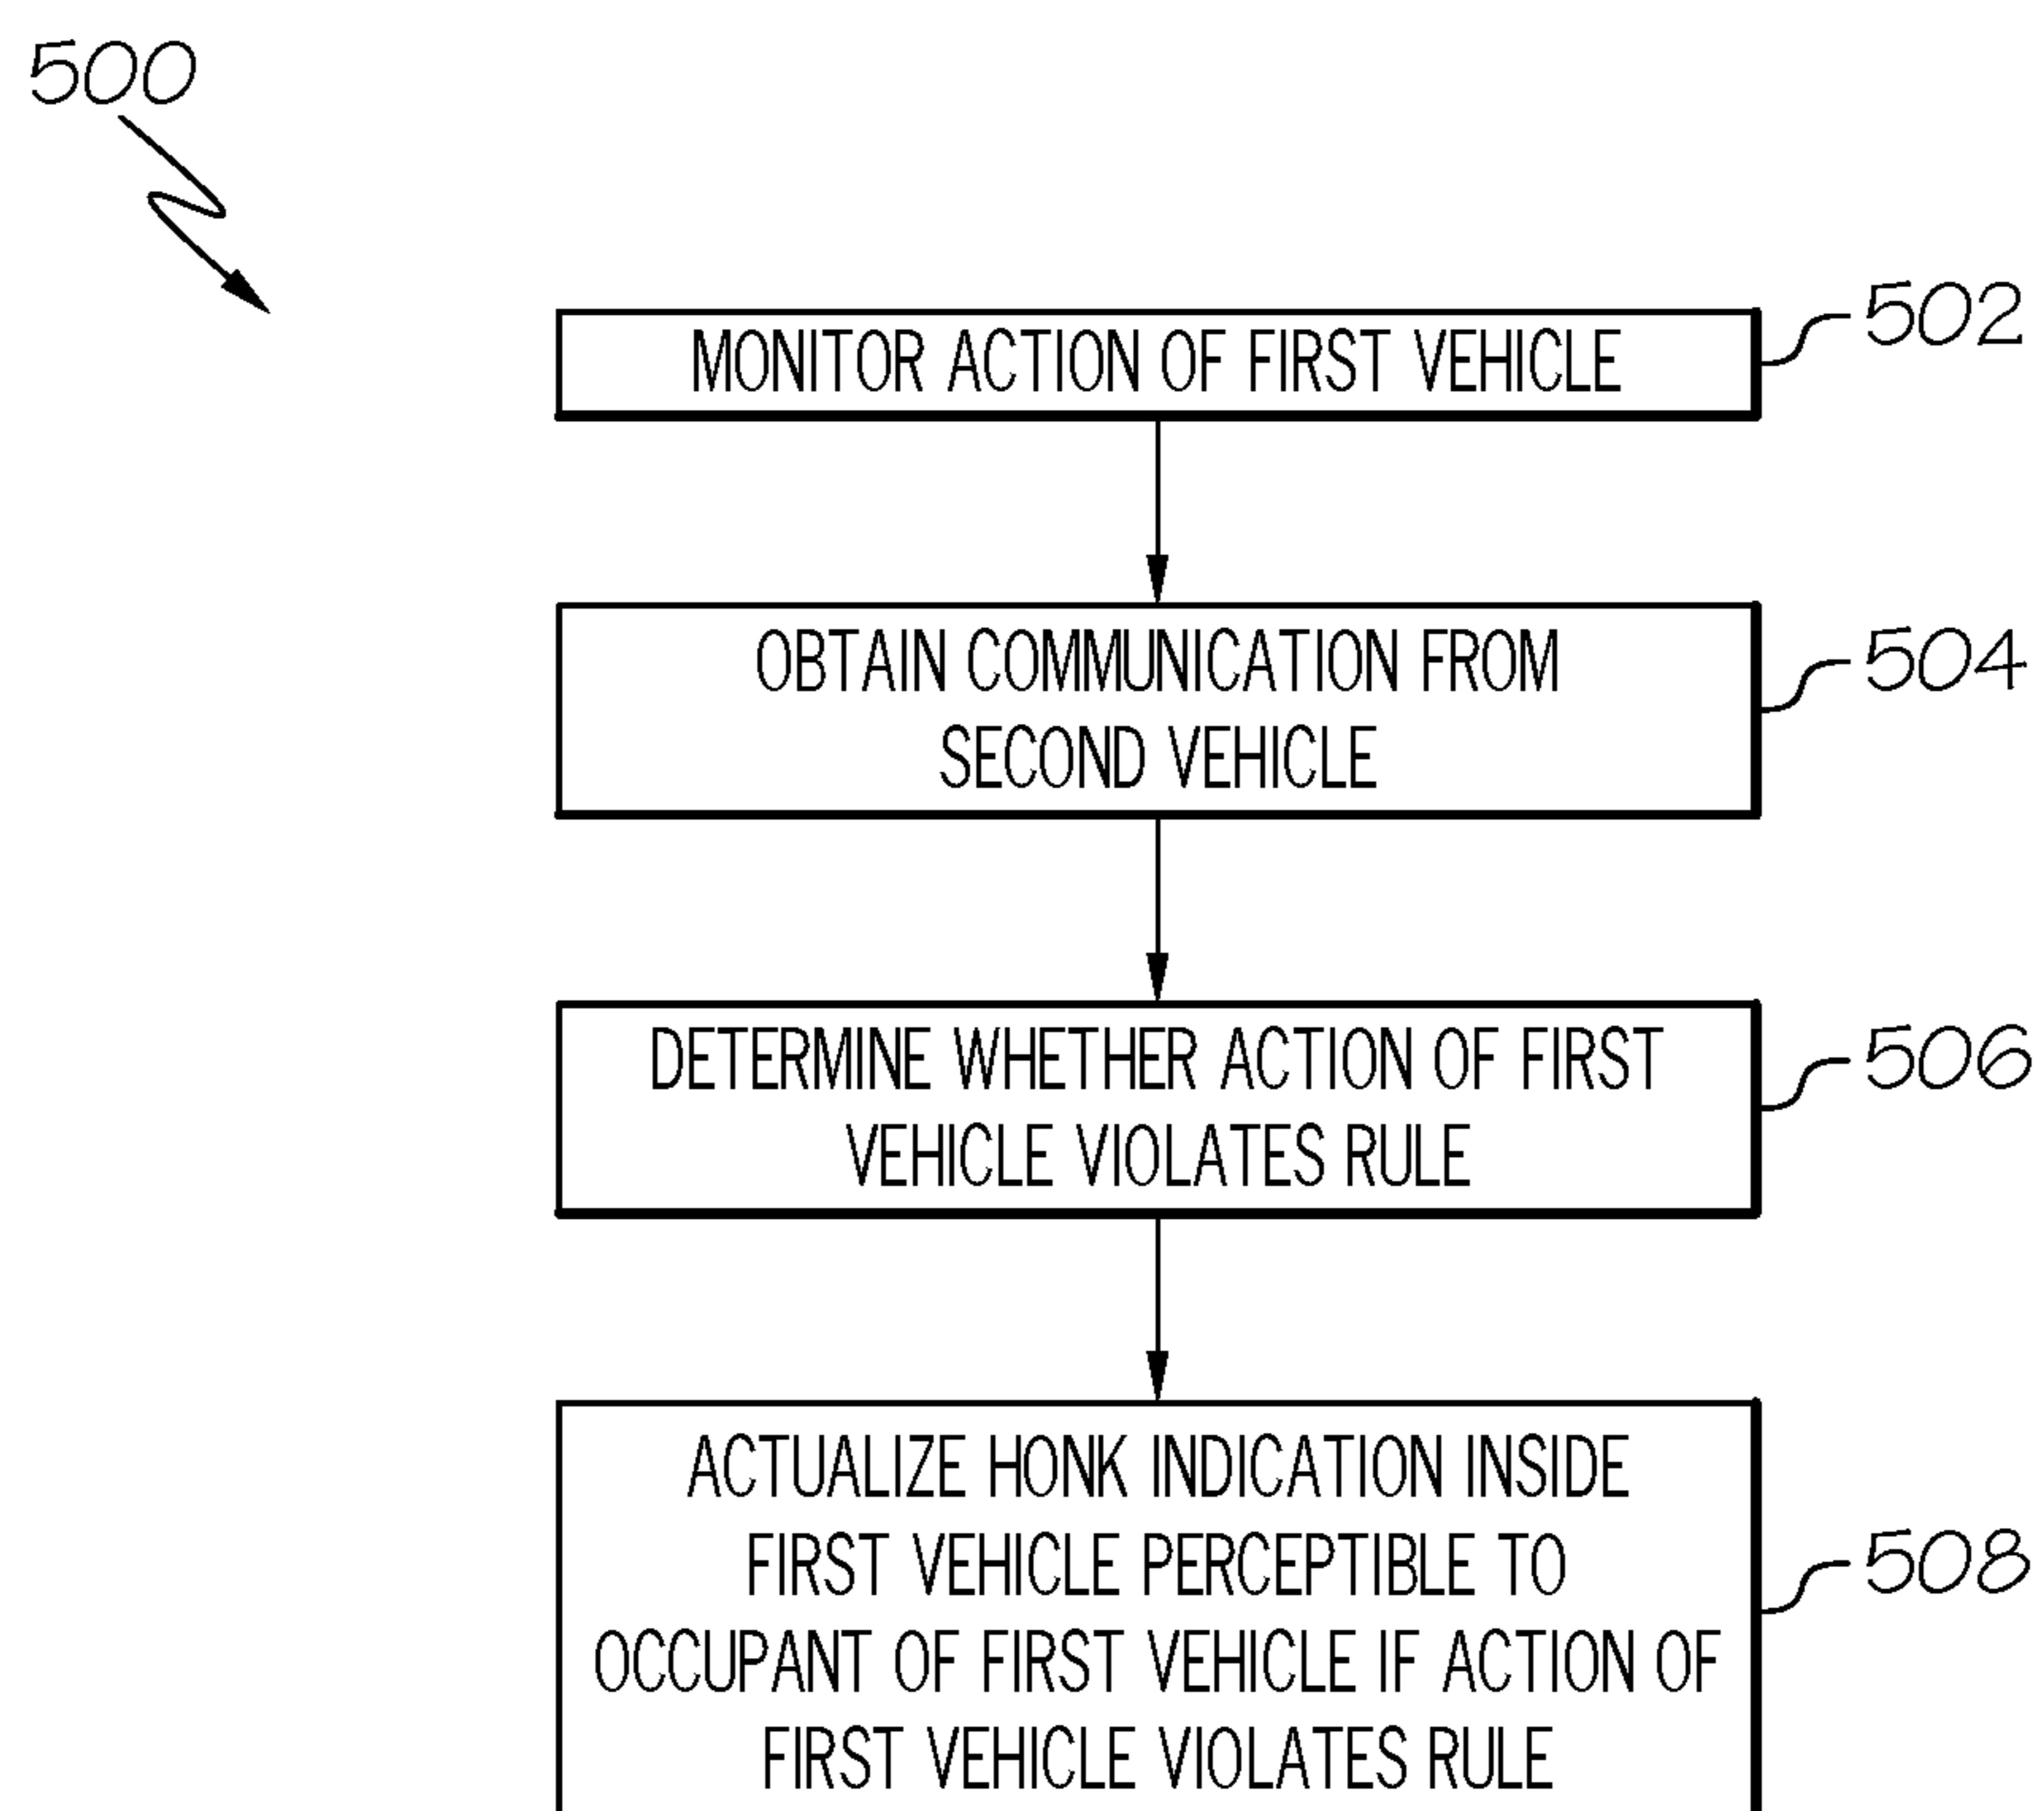 500
MONITOR ACTION OF FIRST VEHICLE
502
OBTAIN COMMUNICATION FROM
SECOND VEHICLE
504
DETERMINE WHETHER ACTION OF FIRST
VEHICLE VIOLATES RULE
506
ACTUALIZE HONK INDICATION INSIDE
FIRST VEHICLE PERCEPTIBLE TO
OCCUPANT OF FIRST VEHICLE IF ACTION OF
FIRST VEHICLE VIOLATES RULE
508